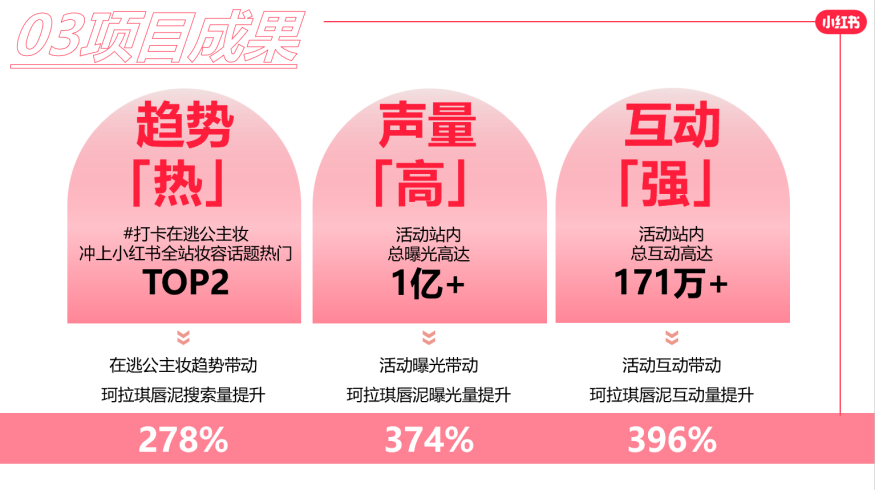 03项目成果
小红书
趋势
「热」
#打卡在逃公主妆
冲上小红书全站妆容话题热门
TOP2
在逃公主妆趋势带动
珂拉琪唇泥搜索量提升
278%
声量
「高」
活动站内
总曝光高达
1亿+
活动曝光带动
珂拉琪唇泥曝光量提升
374%
互动
「强」
活动站内
总互动高达
171万+
活动互动带动
珂拉琪唇泥互动量提升
396%